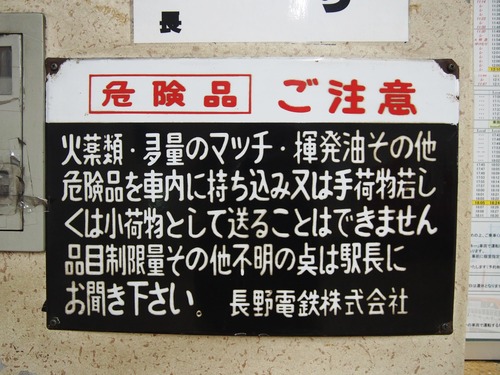 長
危険品 ご注意
火薬類・多量のマッチ・揮発油その他
危険品を車内に持ち込み又は手荷物若し
くは小荷物として送ることはできません
品目制限量その他不明の点は駅長に
お聞き下さい。 長野電鉄株式会社